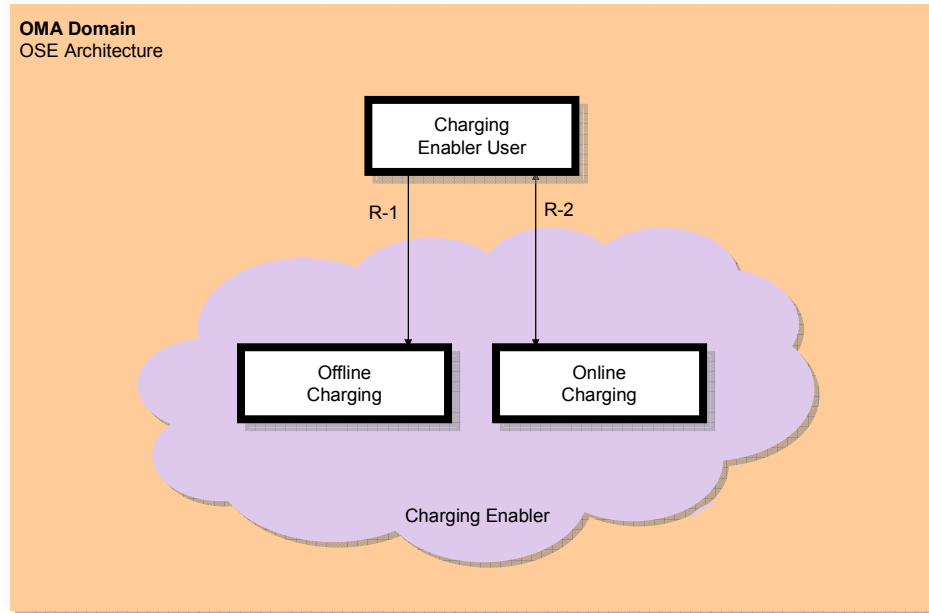 OMA Domain
OSE Architecture
Charging
Enabler User
R-1
R-2
Offline
Charging
Online
Charging
Charging Enabler